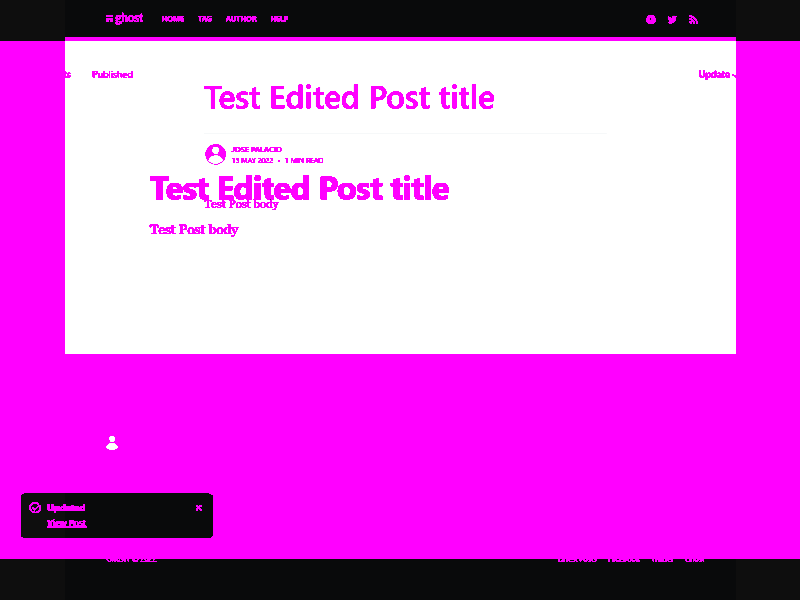 ghost HOME TAG AUTHOR HELP
ts Published Update
Test Edited Post title
JOSE PALACIO
13 MAY 2022 • 1 MIN READ
Test Edited Post title
Test Post body
Test Post body
Updated
View Post